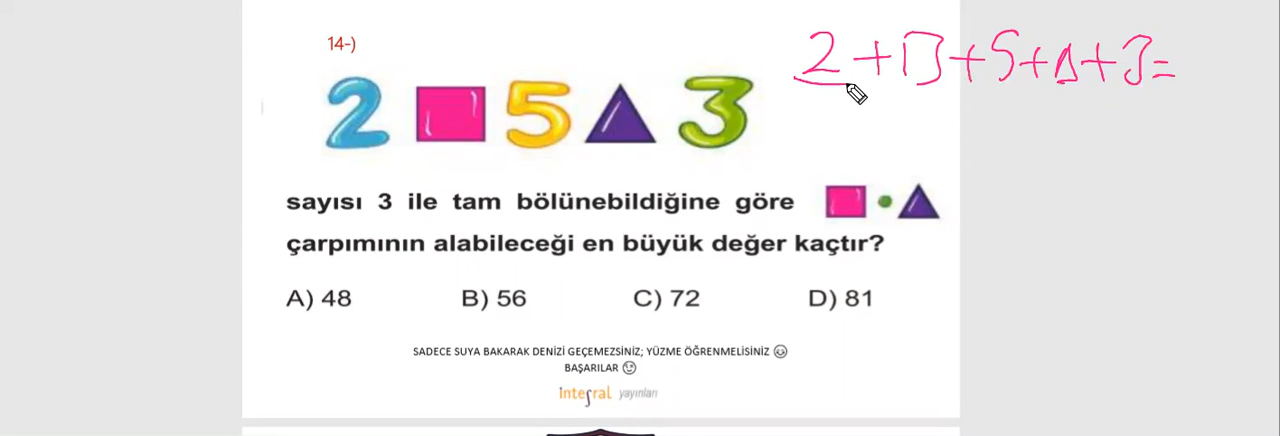 14-)
2 + □ + 5 + △ + 3 =
2 □ 5 △ 3
sayısı 3 ile tam bölünebildiğine göre □ • △
çarpımının alabileceği en büyük değer kaçtır?
A) 48 B) 56 C) 72 D) 81
SADECE SUYA BAKARAK DENİZİ GEÇEMEZSİNİZ; YÜZME ÖĞRENMELİSİNİZ
BAŞARILAR
integral yayınları